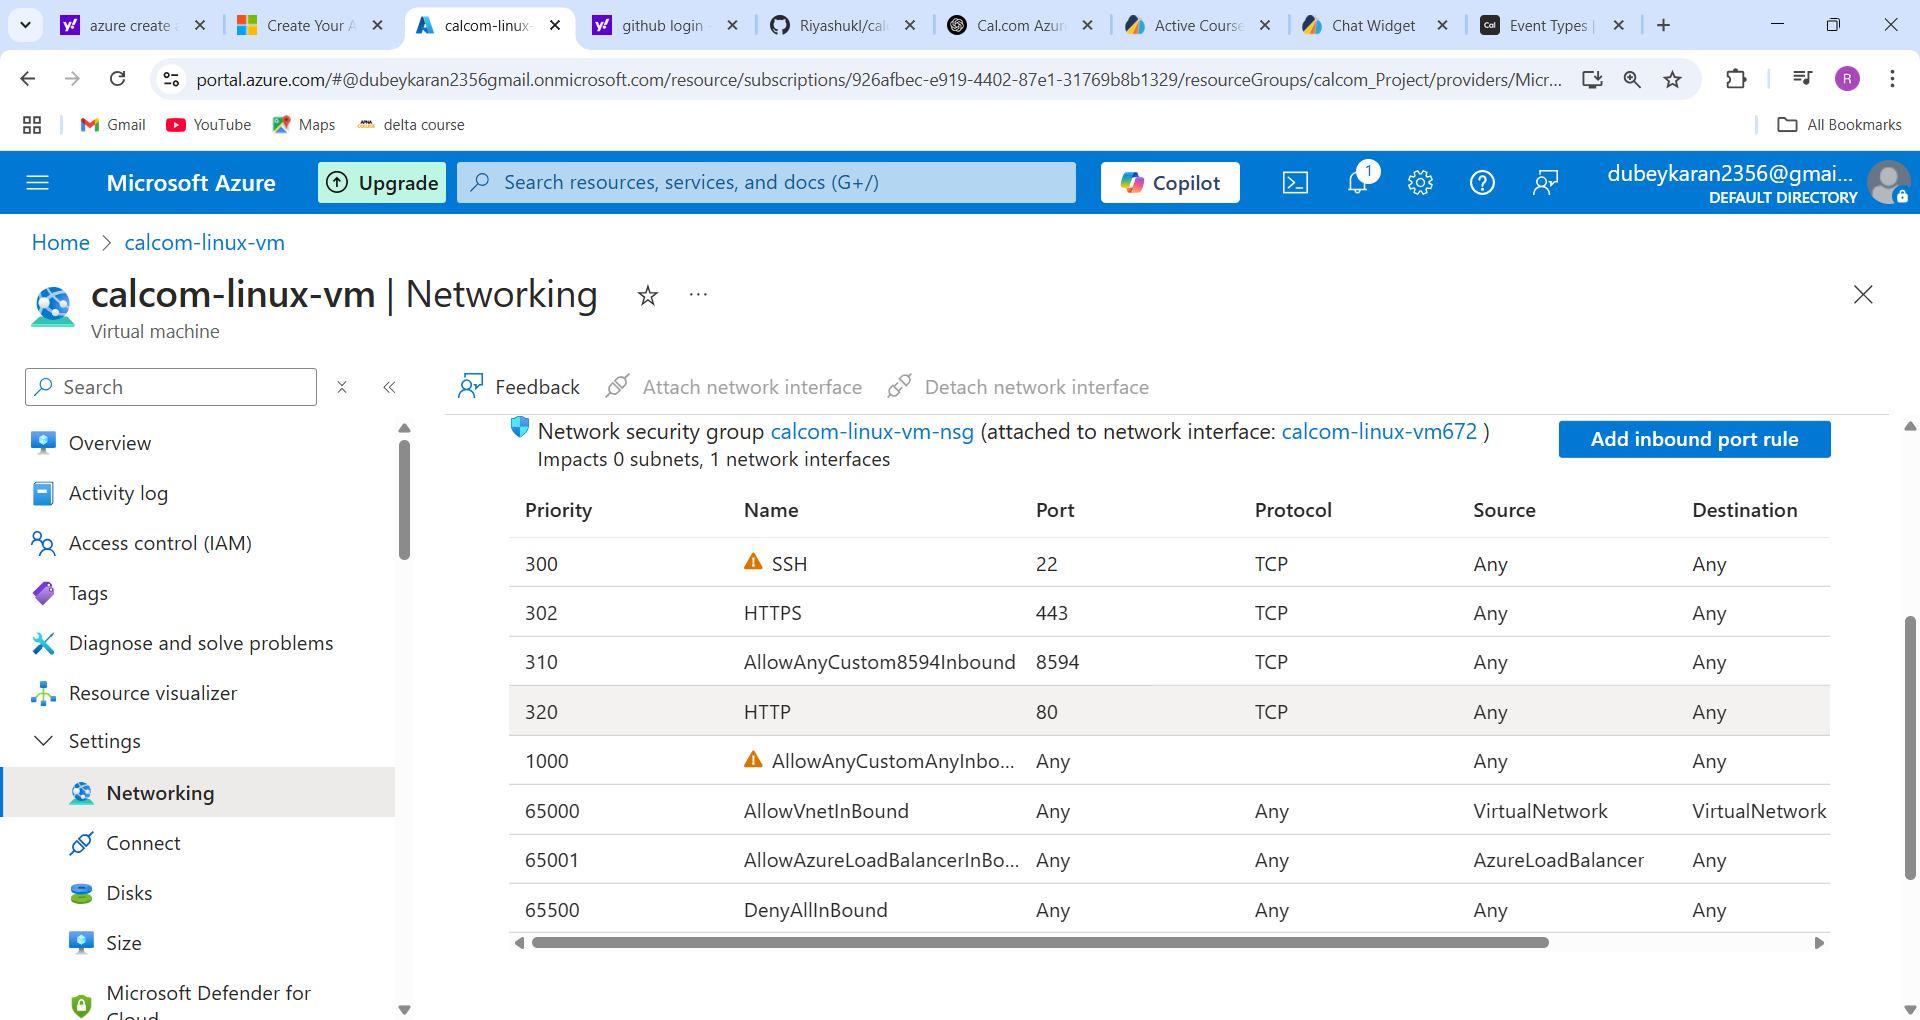 azure create a
Create Your A
calcom-linux-
github login -
Riyashukl/cal
Cal.com Azur
Active Course
Chat Widget
Cal
Event Types |
portal.azure.com/#@dubeykaran2356gmail.onmicrosoft.com/resource/subscriptions/926afbec-e919-4402-87e1-31769b8b1329/resourceGroups/calcom_Project/providers/Micr...
R
Gmail
YouTube
Maps
delta course
All Bookmarks
Microsoft Azure
Upgrade
Search resources, services, and docs (G+/)
Copilot
1
dubeykaran2356@gmai...
DEFAULT DIRECTORY
Home > calcom-linux-vm
calcom-linux-vm | Networking
Virtual machine
Search
Feedback
Attach network interface
Detach network interface
Overview
Activity log
Access control (IAM)
Tags
Diagnose and solve problems
Resource visualizer
Settings
Networking
Connect
Disks
Size
Microsoft Defender for
Cloud
Network security group calcom-linux-vm-nsg (attached to network interface: calcom-linux-vm672 )
Impacts 0 subnets, 1 network interfaces
Add inbound port rule
Priority Name Port Protocol Source Destination
300 SSH 22 TCP Any Any
302 HTTPS 443 TCP Any Any
310 AllowAnyCustom8594Inbound 8594 TCP Any Any
320 HTTP 80 TCP Any Any
1000 AllowAnyCustomAnyInbo... Any Any Any
65000 AllowVnetInBound Any Any VirtualNetwork VirtualNetwork
65001 AllowAzureLoadBalancerInBo... Any Any AzureLoadBalancer Any
65500 DenyAllInBound Any Any Any Any